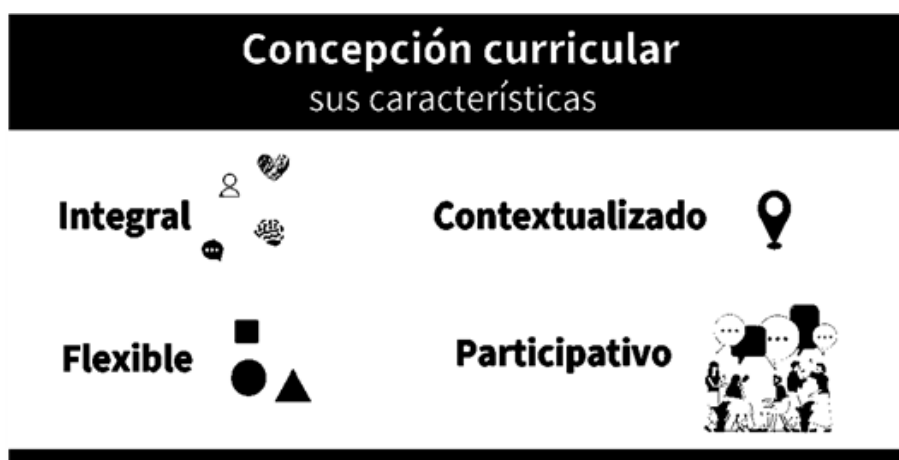 Concepción curricular
sus características
Integral
Contextualizado
Flexible
Participativo